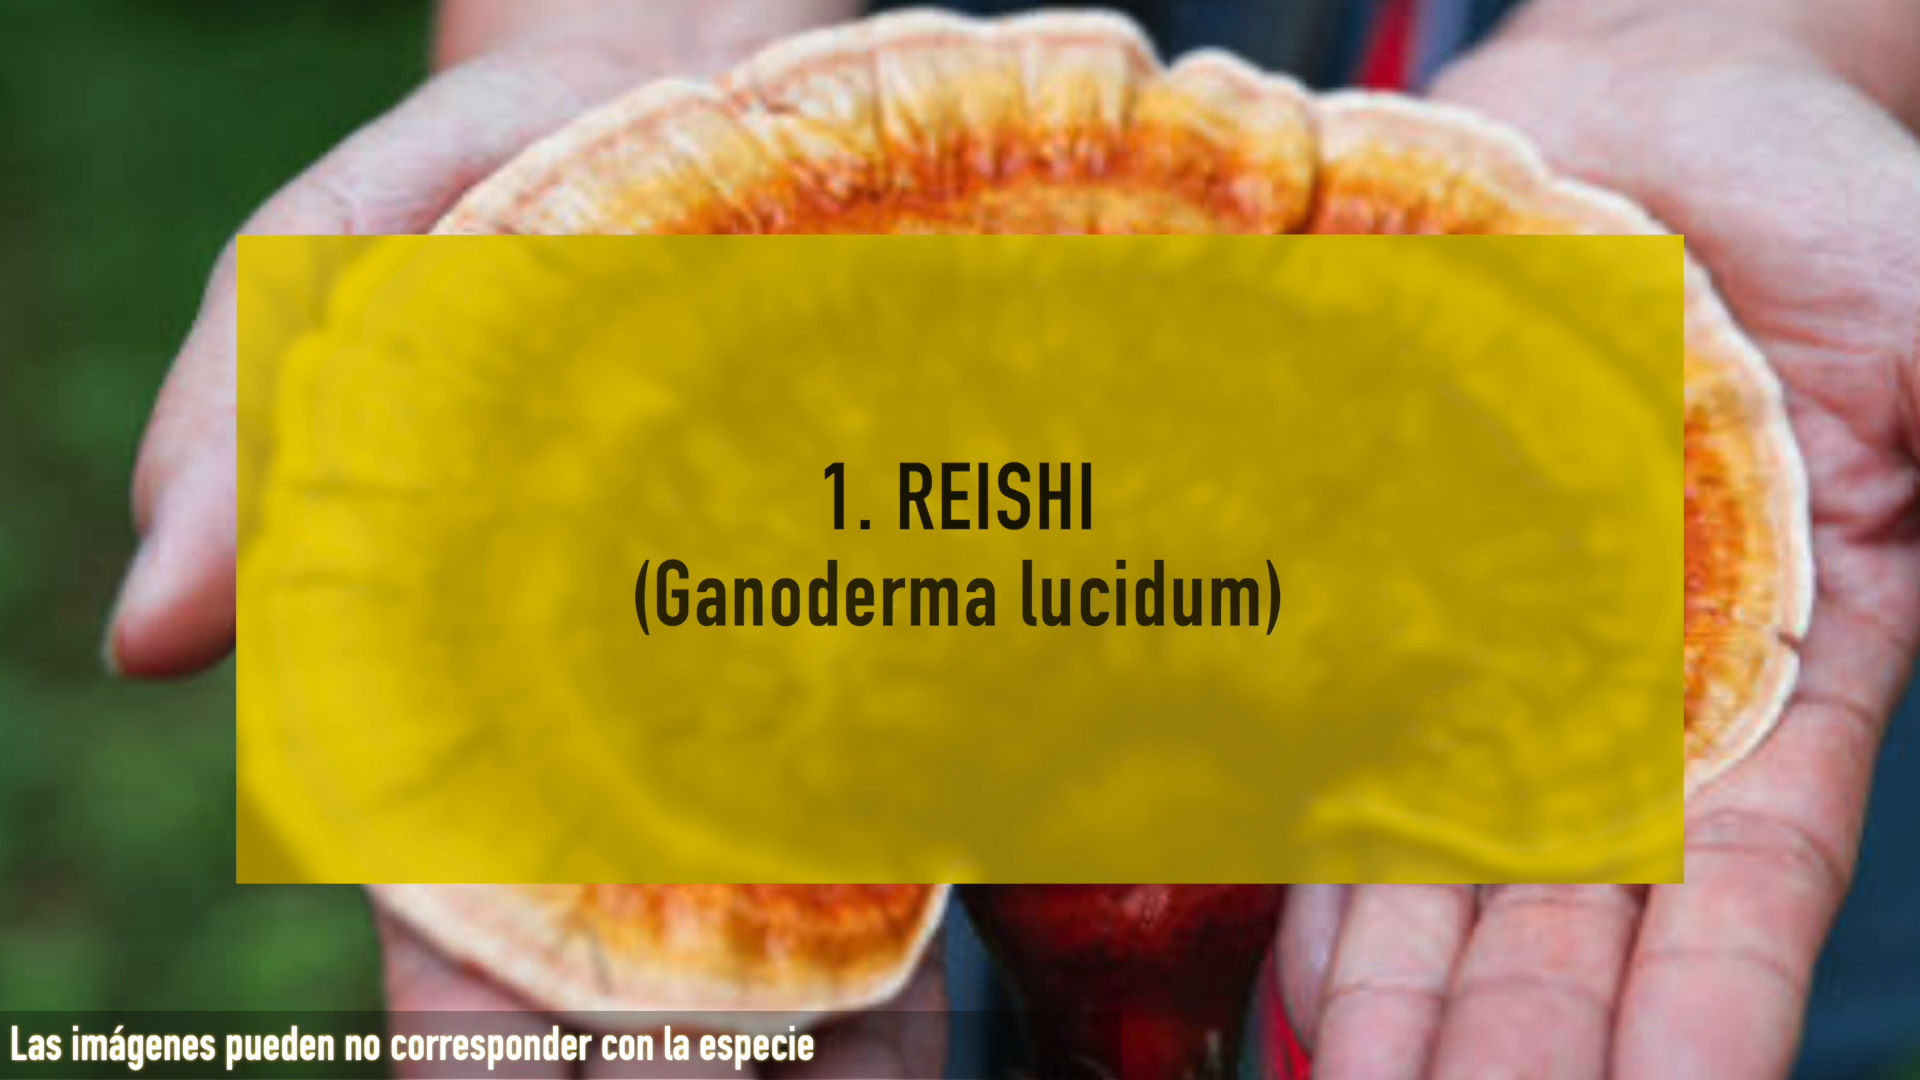 1. REISHI
(Ganoderma lucidum)
Las imágenes pueden no corresponder con la especie